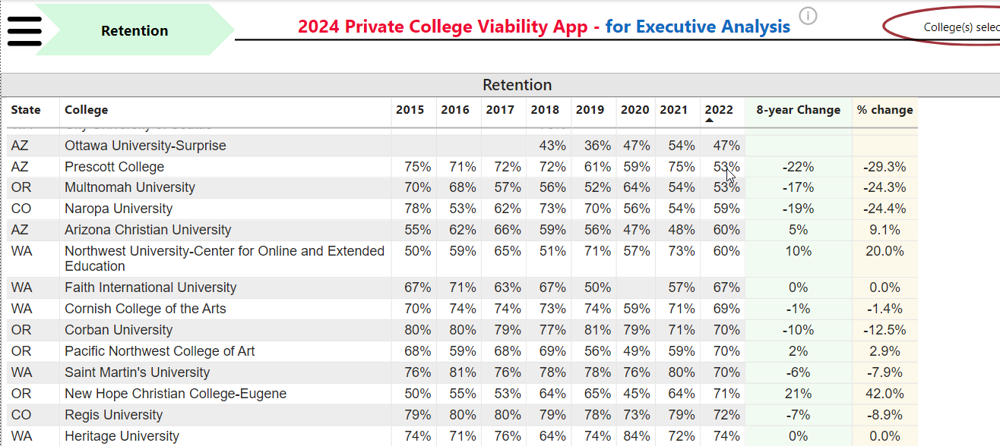 Retention
2024 Private College Viability App - for Executive Analysis
i
College(s) selec
Retention
State College 2015 2016 2017 2018 2019 2020 2021 2022 8-year Change % change
AZ Ottawa University-Surprise 43% 36% 47% 54% 47%
AZ Prescott College 75% 71% 72% 72% 61% 59% 75% 53% -22% -29.3%
OR Multnomah University 70% 68% 57% 56% 52% 64% 54% 53% -17% -24.3%
CO Naropa University 78% 53% 62% 73% 70% 56% 54% 59% -19% -24.4%
AZ Arizona Christian University 55% 62% 66% 59% 56% 47% 48% 60% 5% 9.1%
WA Northwest University-Center for Online and Extended 50% 59% 65% 51% 71% 57% 73% 60% 10% 20.0%
Education
WA Faith International University 67% 71% 63% 67% 50% 57% 67% 0% 0.0%
WA Cornish College of the Arts 70% 74% 74% 73% 74% 59% 71% 69% -1% -1.4%
OR Corban University 80% 80% 79% 77% 81% 79% 71% 70% -10% -12.5%
OR Pacific Northwest College of Art 68% 59% 68% 69% 56% 49% 59% 70% 2% 2.9%
WA Saint Martin's University 76% 81% 76% 78% 78% 76% 80% 70% -6% -7.9%
OR New Hope Christian College-Eugene 50% 55% 53% 64% 65% 45% 64% 71% 21% 42.0%
CO Regis University 79% 80% 80% 79% 78% 73% 79% 72% -7% -8.9%
WA Heritage University 74% 71% 76% 64% 74% 84% 72% 74% 0% 0.0%